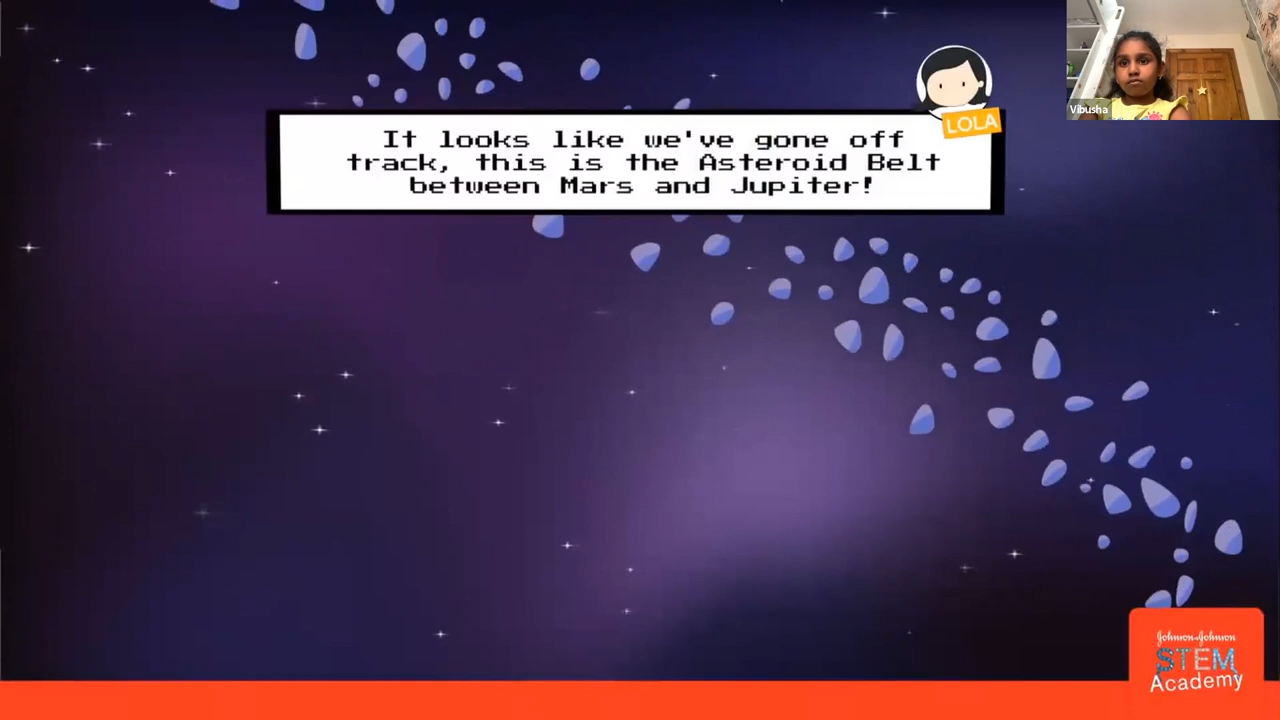 Vibusha
LOLA
It looks like we've gone off
track, this is the Asteroid Belt
between Mars and Jupiter!
Johnson & Johnson
STEM
Academy